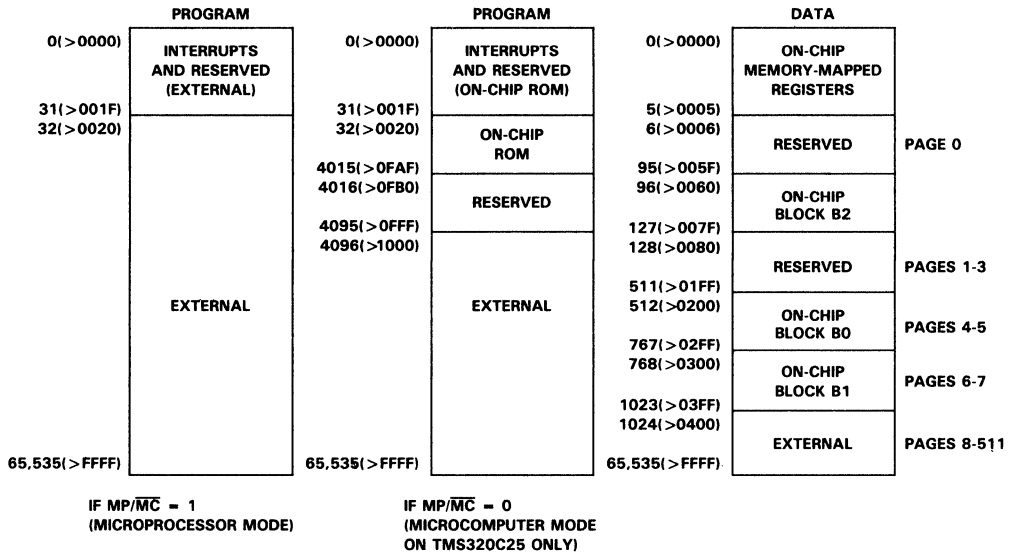 PROGRAM
0(>0000)
INTERRUPTS
AND RESERVED
(EXTERNAL)
31(>001F)
32(>0020)
EXTERNAL
65,535(>FFFF)
IF MP/M̅C̅ = 1
(MICROPROCESSOR MODE)
PROGRAM
0(>0000)
INTERRUPTS
AND RESERVED
(ON-CHIP ROM)
31(>001F)
32(>0020)
ON-CHIP
ROM
4015(>0FAF)
4016(>0FB0)
RESERVED
4095(>0FFF)
4096(>1000)
EXTERNAL
65,535(>FFFF)
IF MP/M̅C̅ = 0
(MICROCOMPUTER MODE
ON TMS320C25 ONLY)
DATA
0(>0000)
ON-CHIP
MEMORY-MAPPED
REGISTERS
5(>0005)
6(>0006)
RESERVED
PAGE 0
95(>005F)
96(>0060)
ON-CHIP
BLOCK B2
127(>007F)
128(>0080)
RESERVED
PAGES 1-3
511(>01FF)
512(>0200)
ON-CHIP
BLOCK B0
PAGES 4-5
767(>02FF)
768(>0300)
ON-CHIP
BLOCK B1
PAGES 6-7
1023(>03FF)
1024(>0400)
EXTERNAL
PAGES 8-511
65,535(>FFFF)